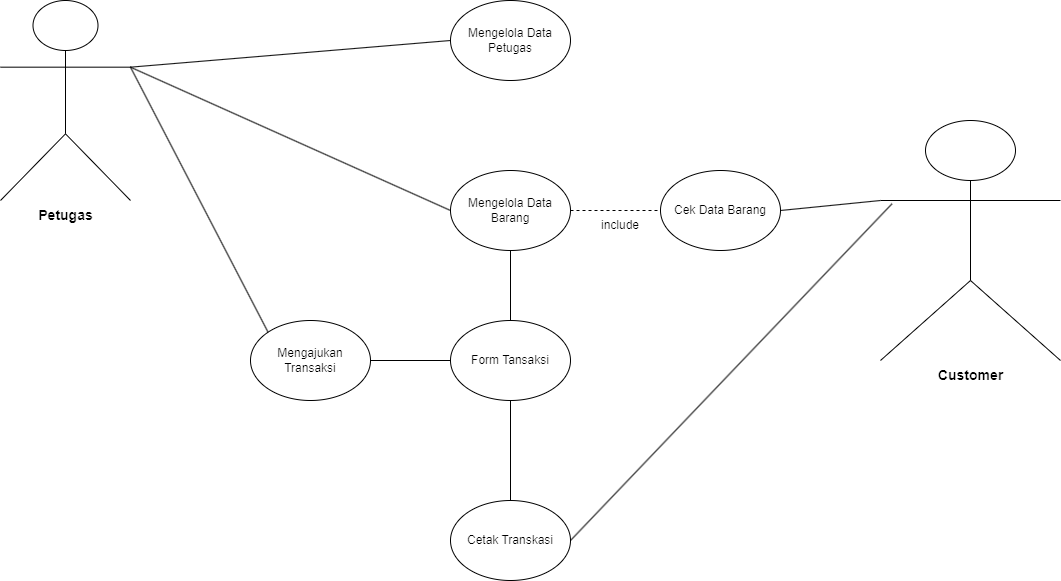 Mengelola Data
Petugas
Petugas
Mengelola Data
Barang
include
Cek Data Barang
Mengajukan
Transaksi
Form Tansaksi
Customer
Cetak Transkasi